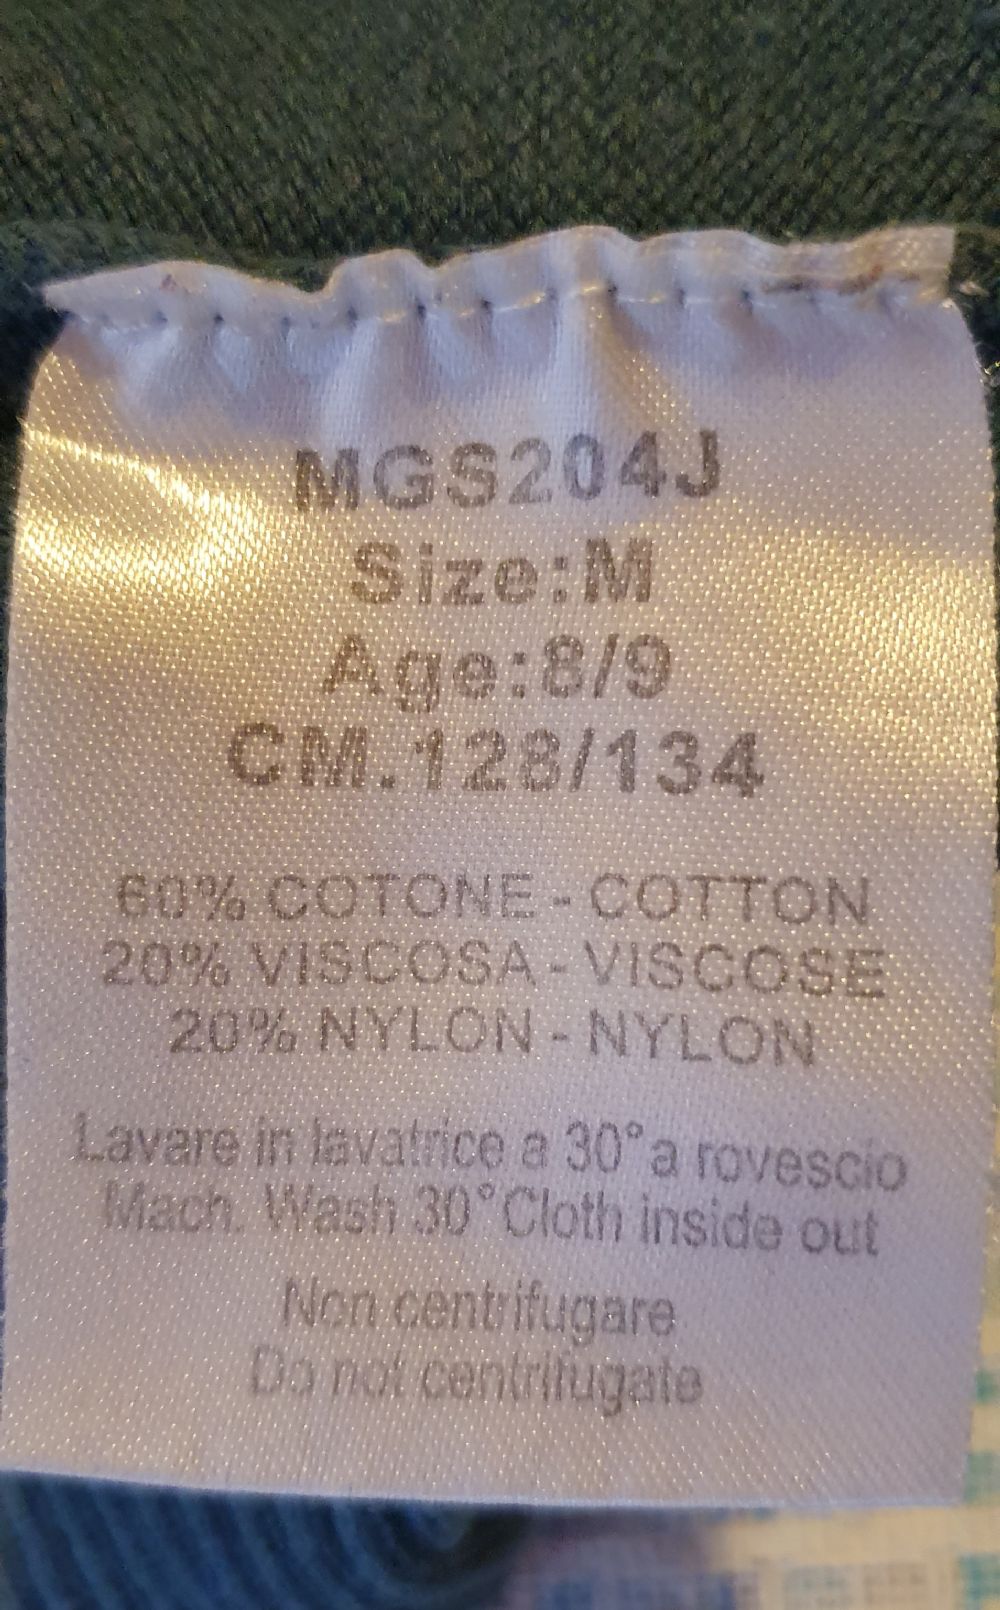 MGS204J
Size:M
Age:8/9
CM.128/134
60% COTONE - COTTON
20% VISCOSA - VISCOSE
20% NYLON - NYLON
Lavare in lavatrice a 30° a rovescio
Mach. Wash 30° Cloth inside out
Non centrifugare
Do not centrifugate